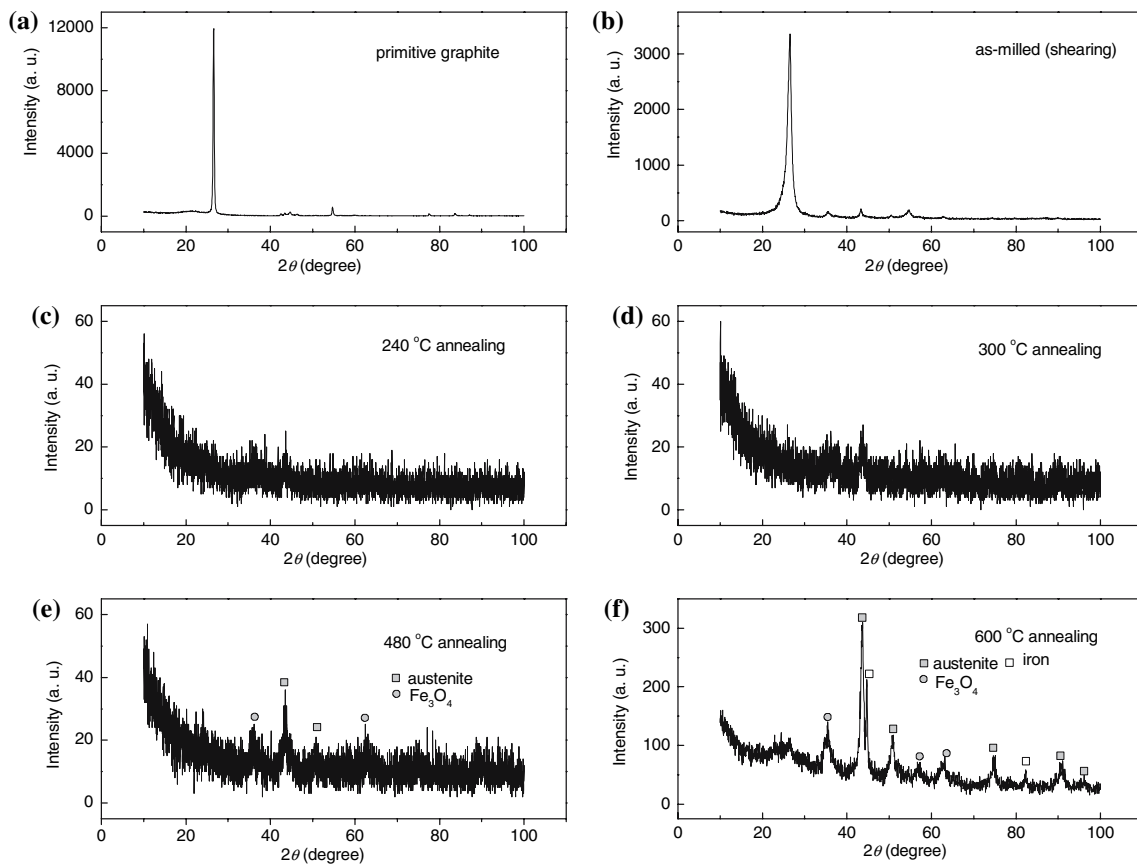 (a)
primitive graphite
Intensity (a. u.)
12000
8000
4000
0
0 20 40 60 80 100
2θ (degree)
(b)
as-milled (shearing)
Intensity (a. u.)
3000
2000
1000
0
0 20 40 60 80 100
2θ (degree)
(c)
240 °C annealing
Intensity (a. u.)
60
40
20
0
0 20 40 60 80 100
2θ (degree)
(d)
300 °C annealing
Intensity (a. u.)
60
40
20
0
0 20 40 60 80 100
2θ (degree)
(e)
480 °C annealing
austenite
Fe₃O₄
Intensity (a. u.)
60
40
20
0
0 20 40 60 80 100
2θ (degree)
(f)
600 °C annealing
austenite iron
Fe₃O₄
Intensity (a. u.)
300
200
100
0
0 20 40 60 80 100
2θ (degree)